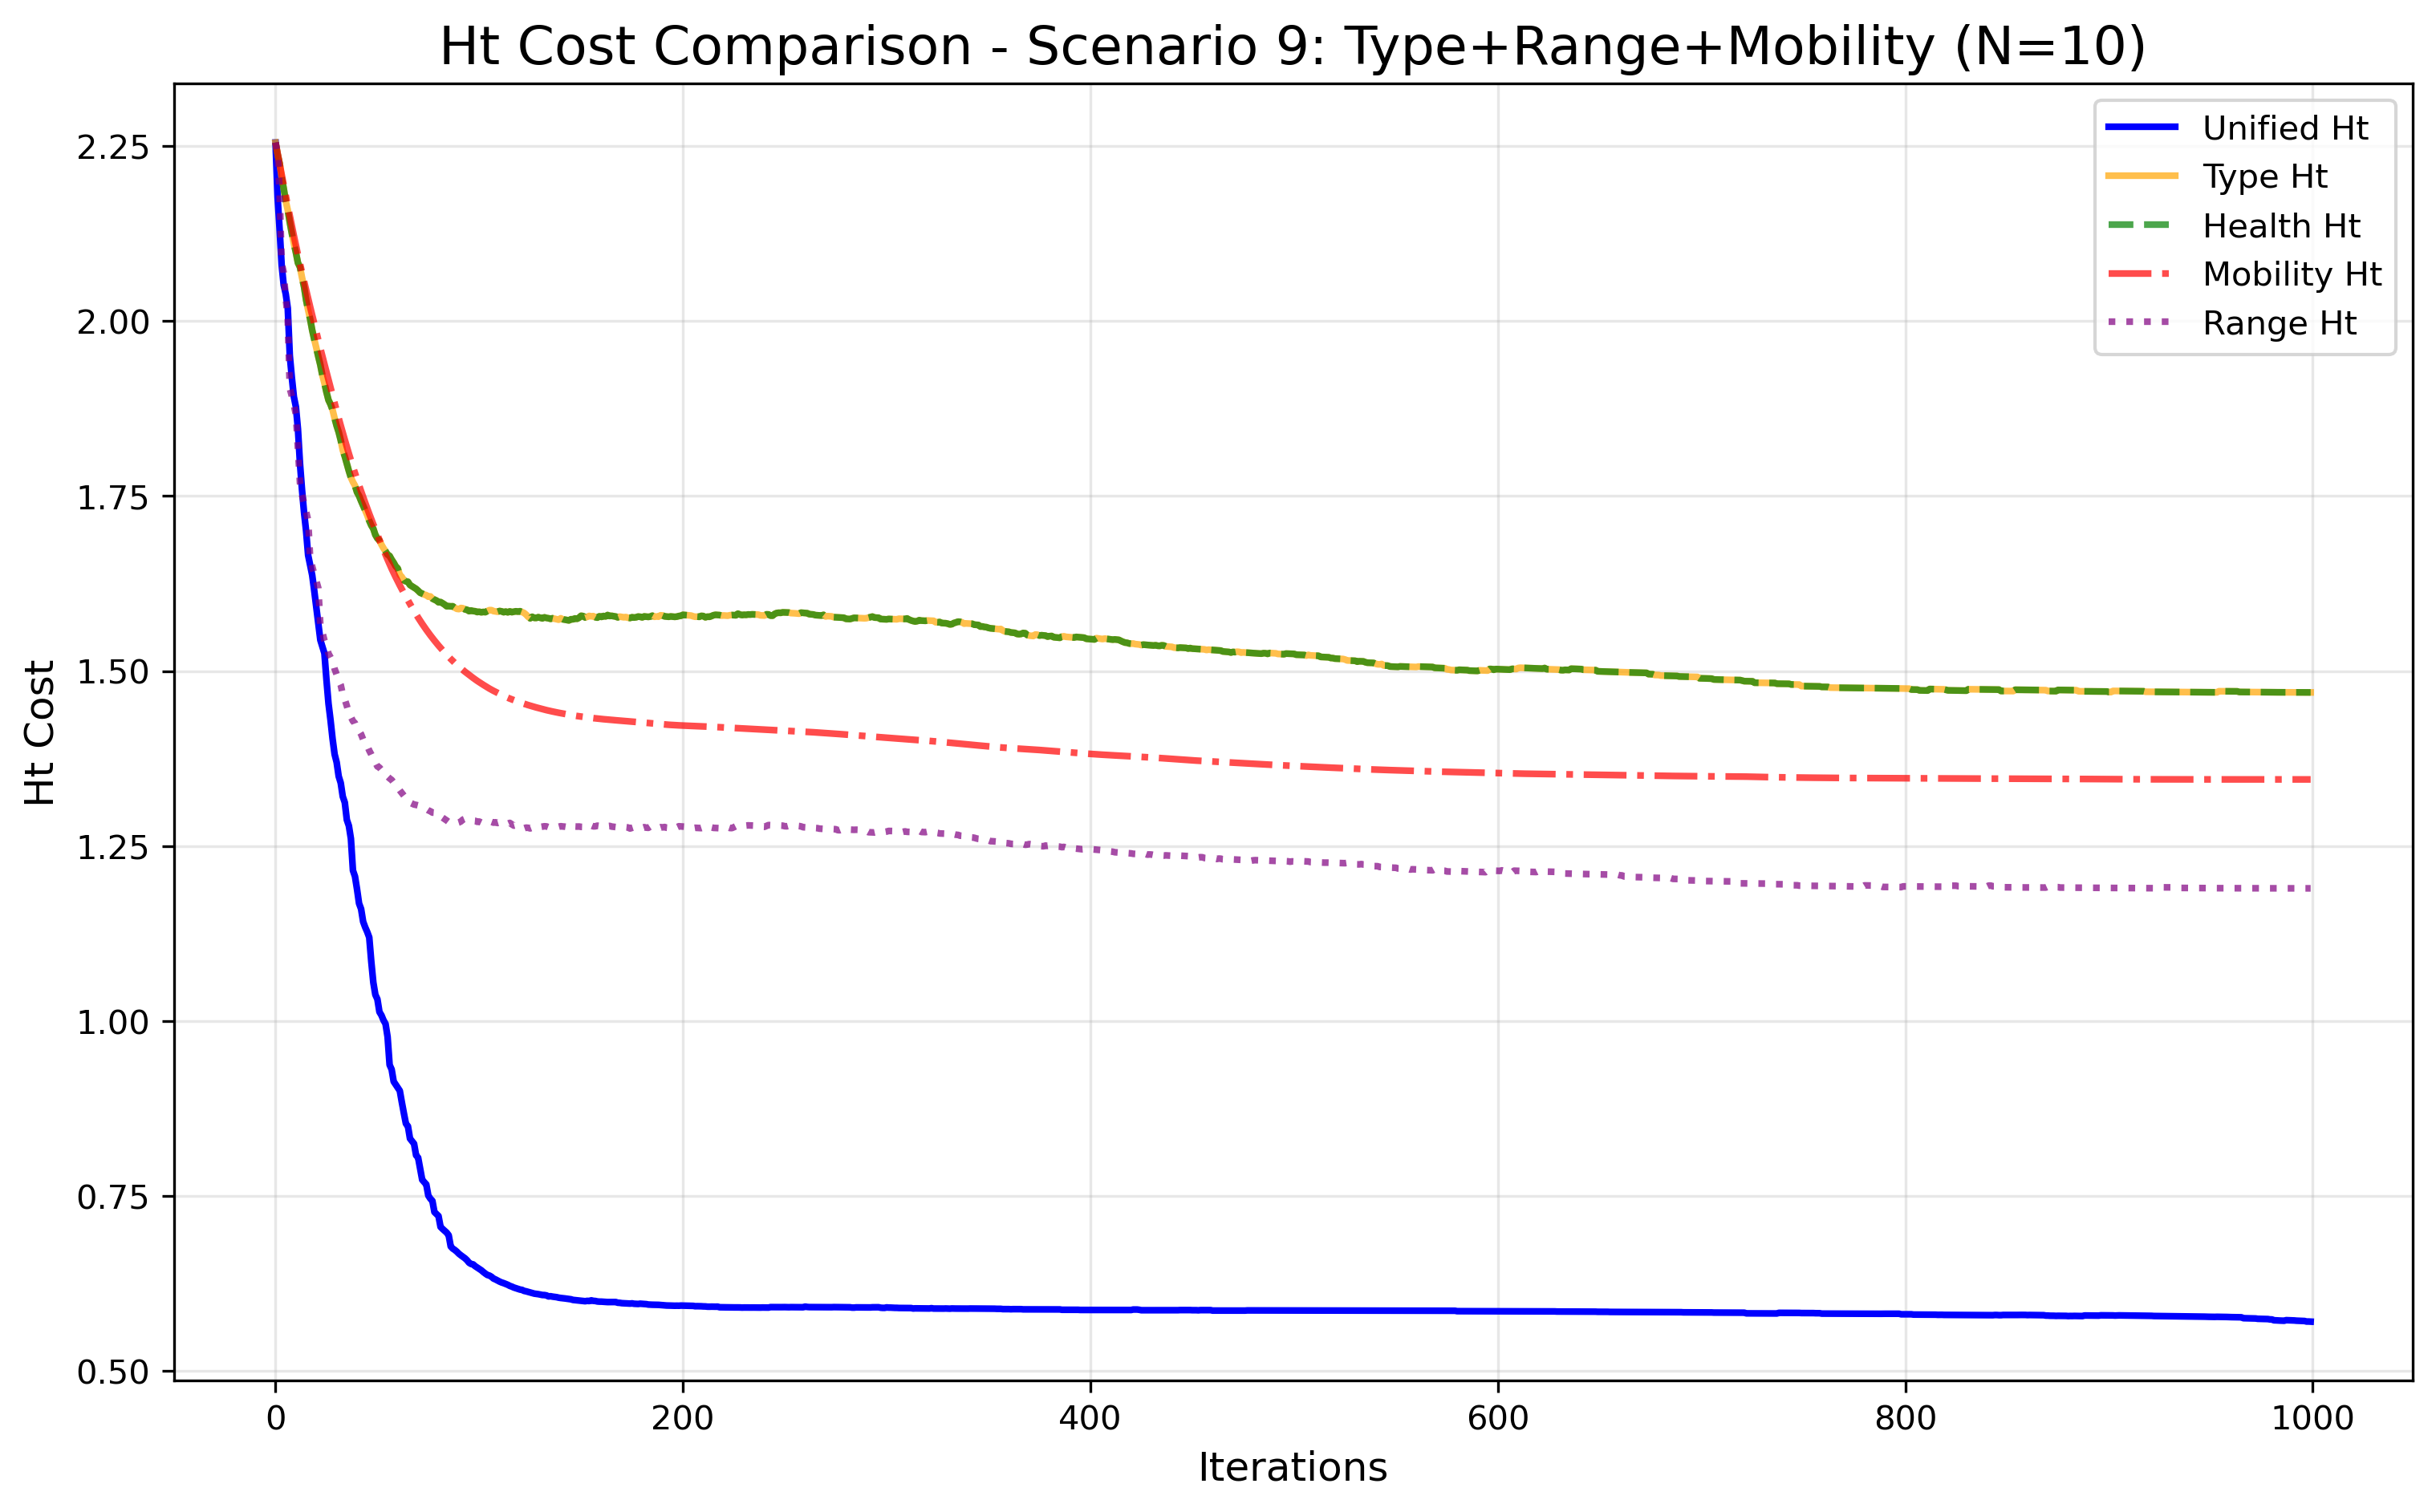 Ht Cost Comparison - Scenario 9: Type+Range+Mobility (N=10)
Unified Ht
Type Ht
Health Ht
Mobility Ht
Range Ht
Ht Cost
2.25
2.00
1.75
1.50
1.25
1.00
0.75
0.50
0 200 400 600 800 1000
Iterations